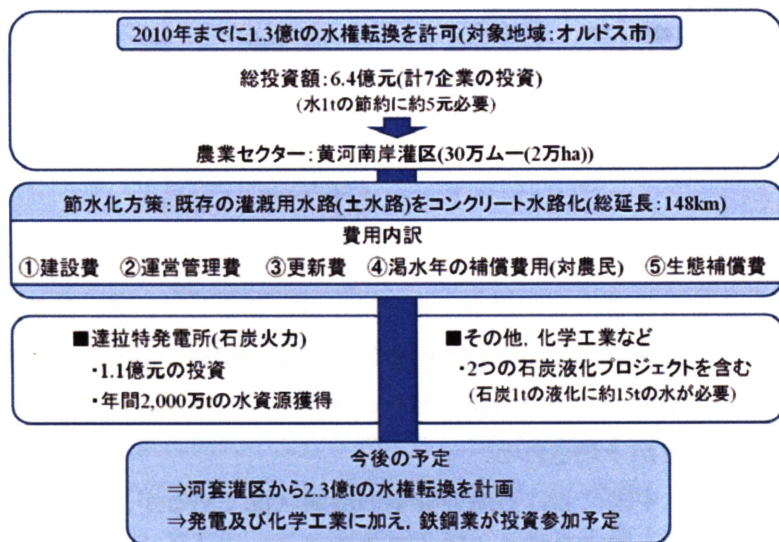 2010年までに1.3億tの水権転換を許可(対象地域:オルドス市)
総投資額:6.4億元(計7企業の投資)
(水1tの節約に約5元必要)
農業セクター:黄河南岸灌区(30万ムー(2万ha))
節水化方策:既存の灌漑用水路(土水路)をコンクリート水路化(総延長:148km)
費用内訳
①建設費 ②運営管理費 ③更新費 ④渇水年の補償費用(対農民) ⑤生態補償費
■達拉特発電所(石炭火力)
・1.1億元の投資
・年間2,000万tの水資源獲得
■その他,化学工業など
・2つの石炭液化プロジェクトを含む
(石炭1tの液化に約15tの水が必要)
今後の予定
⇒河套灌区から2.3億tの水権転換を計画
⇒発電及び化学工業に加え,鉄鋼業が投資参加予定